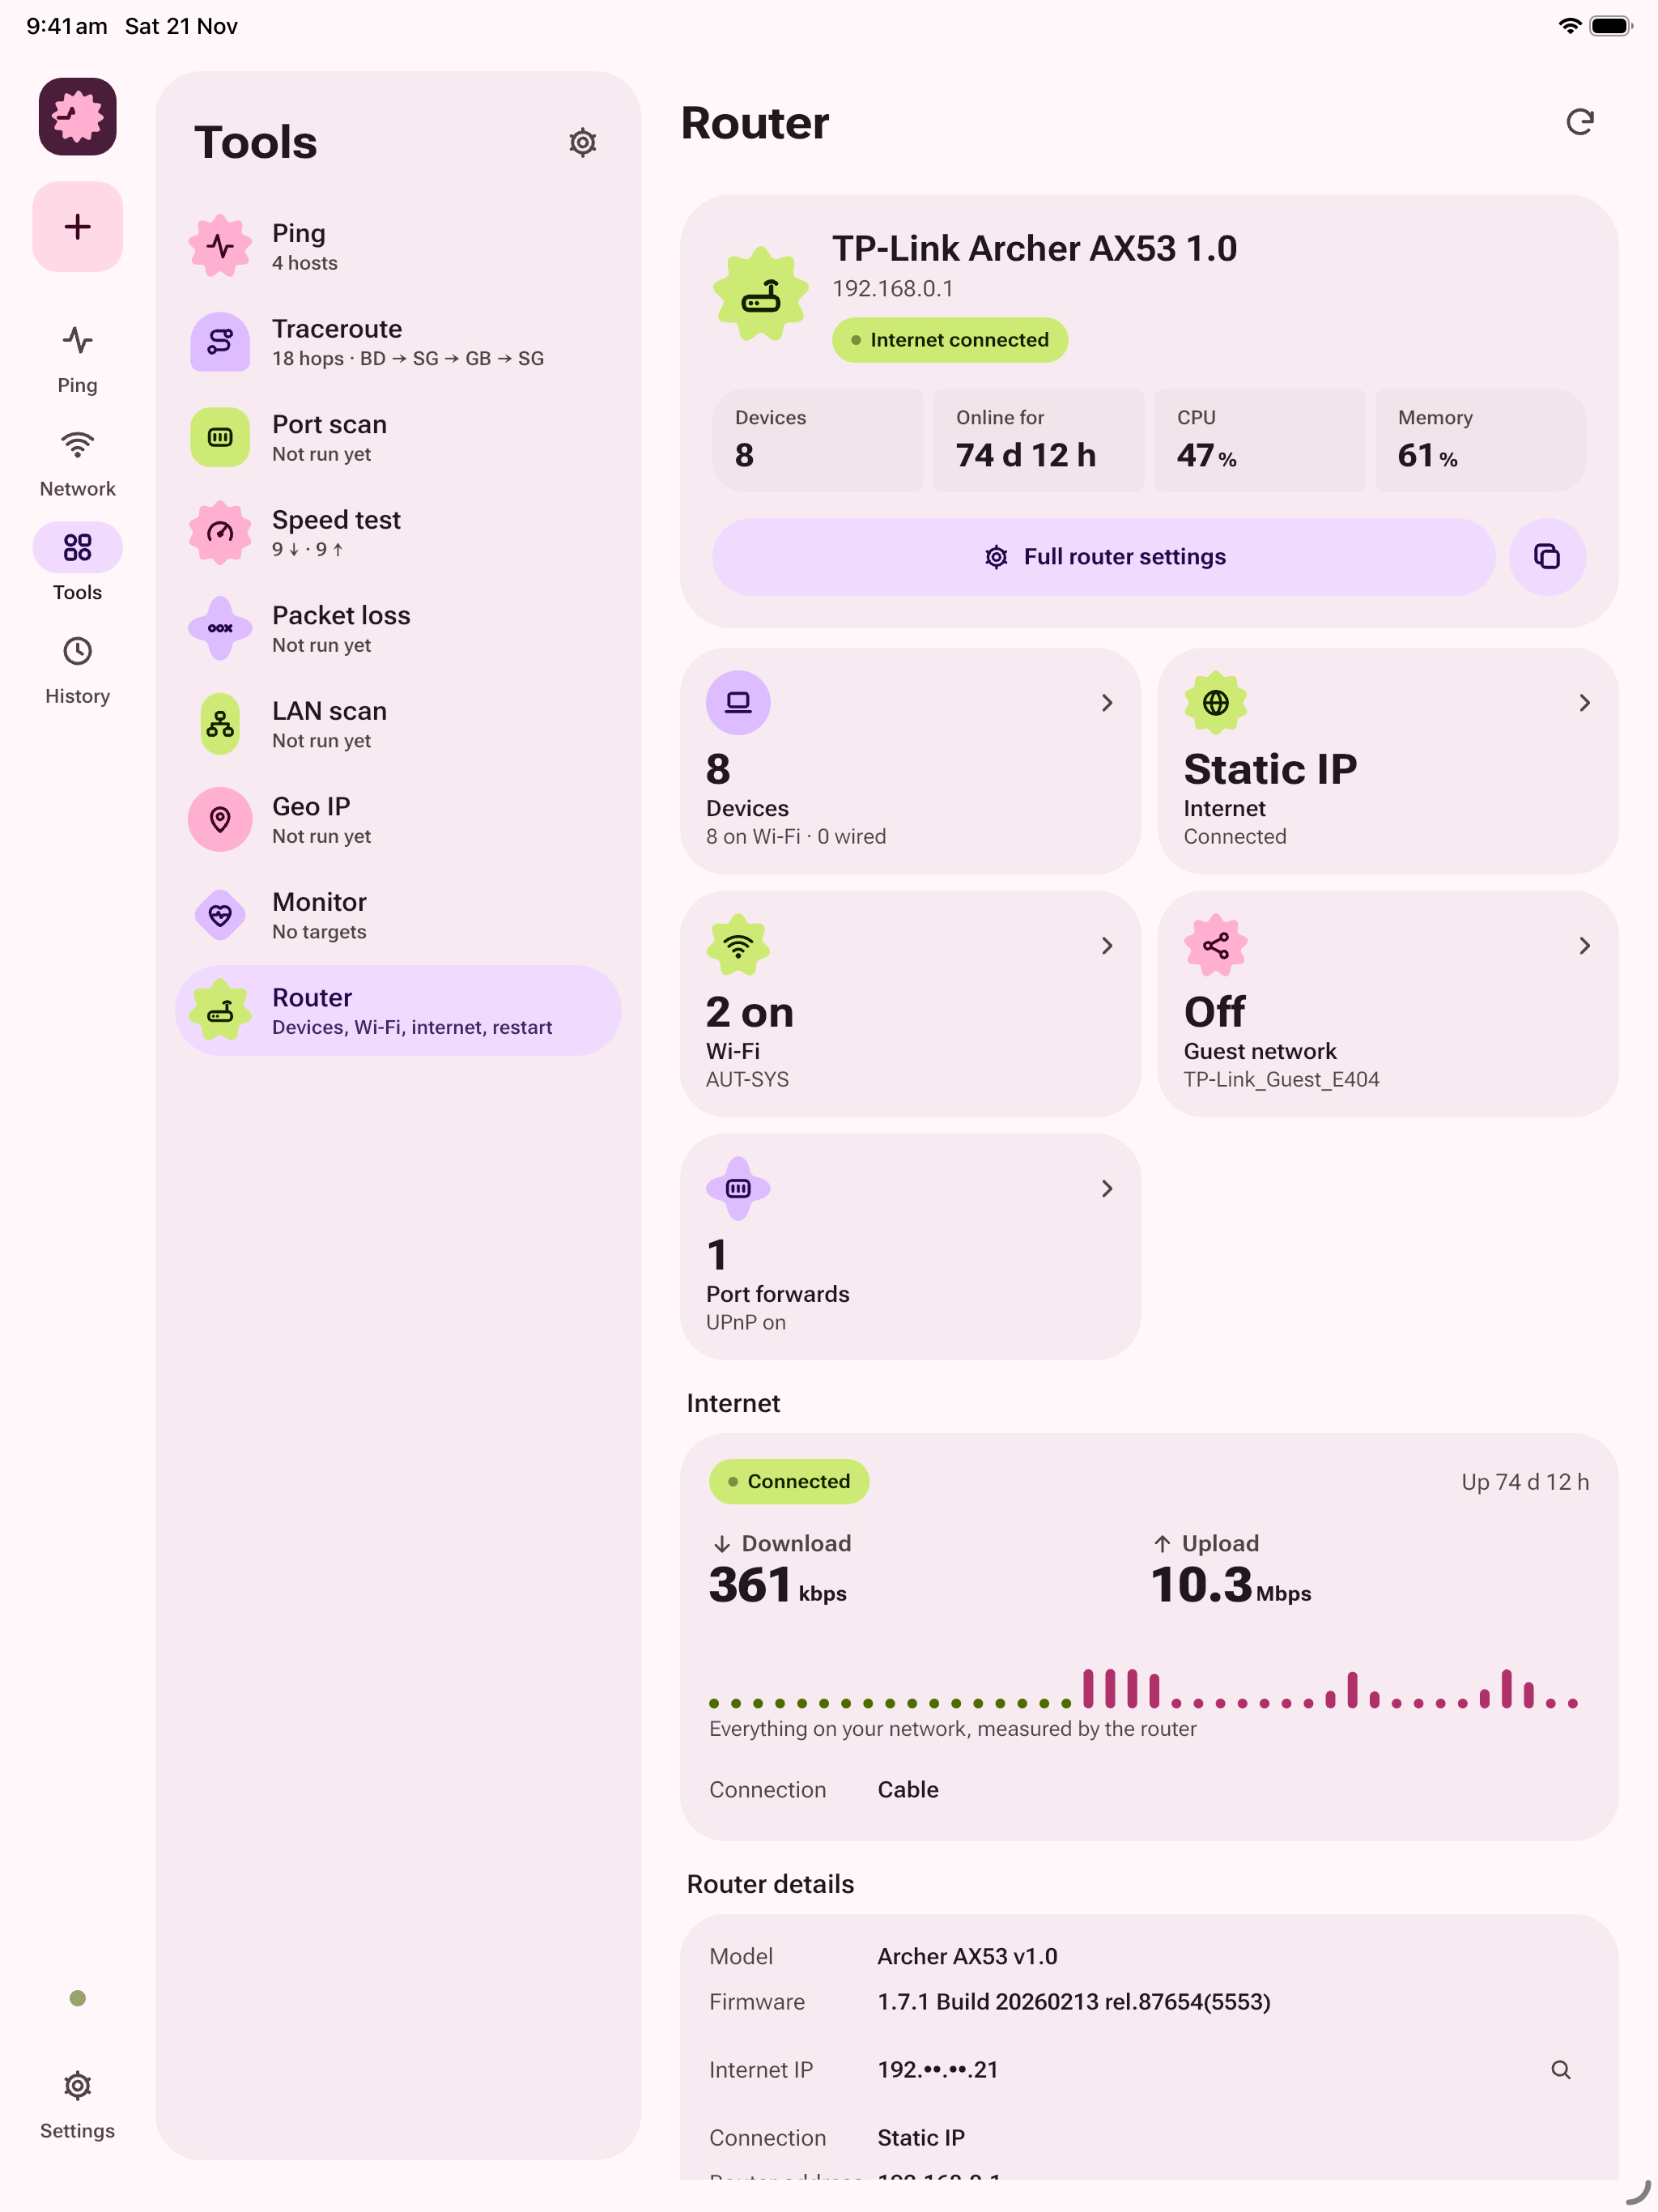 9:41 am Sat 21 Nov
Ping
Network
Tools
History
Settings
Tools
Ping
4 hosts
Traceroute
18 hops · BD → SG → GB → SG
Port scan
Not run yet
Speed test
9 ↓ · 9 ↑
Packet loss
Not run yet
LAN scan
Not run yet
Geo IP
Not run yet
Monitor
No targets
Router
Devices, Wi-Fi, internet, restart
Router
TP-Link Archer AX53 1.0
192.168.0.1
Internet connected
Devices
8
Online for
74 d 12 h
CPU
47 %
Memory
61 %
Full router settings
8
Devices
8 on Wi-Fi · 0 wired
Static IP
Internet
Connected
2 on
Wi-Fi
AUT-SYS
Off
Guest network
TP-Link_Guest_E404
1
Port forwards
UPnP on
Internet
Connected
Up 74 d 12 h
↓ Download
361 kbps
↑ Upload
10.3 Mbps
Everything on your network, measured by the router
Connection Cable
Router details
Model Archer AX53 v1.0
Firmware 1.7.1 Build 20260213 rel.87654(5553)
Internet IP 192.••.••.21
Connection Static IP
Router address 192.168.0.1